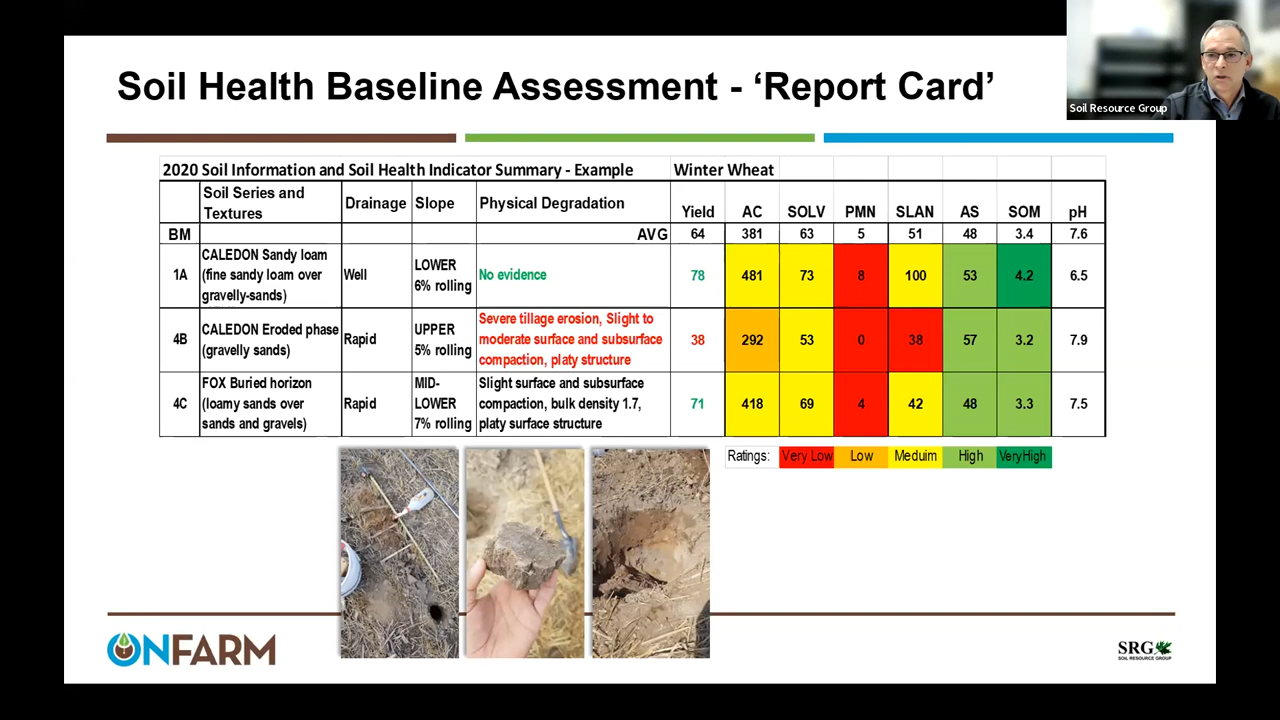 Soil Resource Group
Soil Health Baseline Assessment - ‘Report Card’
2020 Soil Information and Soil Health Indicator Summary - Example Winter Wheat
Soil Series and Textures Drainage Slope Physical Degradation Yield AC SOLV PMN SLAN AS SOM pH
BM AVG 64 381 63 5 51 48 3.4 7.6
1A CALEDON Sandy loam (fine sandy loam over gravelly-sands) Well LOWER 6% rolling No evidence 78 481 73 8 100 53 4.2 6.5
4B CALEDON Eroded phase (gravelly sands) Rapid UPPER 5% rolling Severe tillage erosion, Slight to moderate surface and subsurface compaction, platy structure 38 292 53 0 38 57 3.2 7.9
4C FOX Buried horizon (loamy sands over sands and gravels) Rapid MID-LOWER 7% rolling Slight surface and subsurface compaction, bulk density 1.7, platy surface structure 71 418 69 4 42 48 3.3 7.5
Ratings: Very Low Low Meduim High VeryHigh
ONFARM
SRG
SOIL RESOURCE GROUP